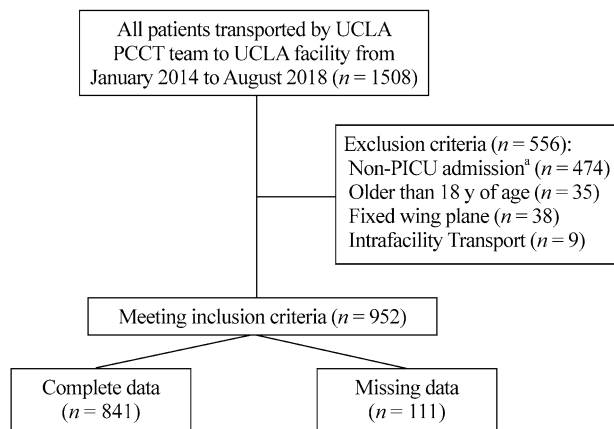 All patients transported by UCLA
PCCT team to UCLA facility from
January 2014 to August 2018 (n = 1508)
Exclusion criteria (n = 556):
Non-PICU admissionᵃ (n = 474)
Older than 18 y of age (n = 35)
Fixed wing plane (n = 38)
Intrafacility Transport (n = 9)
Meeting inclusion criteria (n = 952)
Complete data
(n = 841)
Missing data
(n = 111)